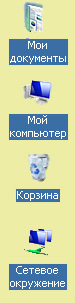 Мои
документы
Мой
компьютер
Корзина
Сетевое
окружение